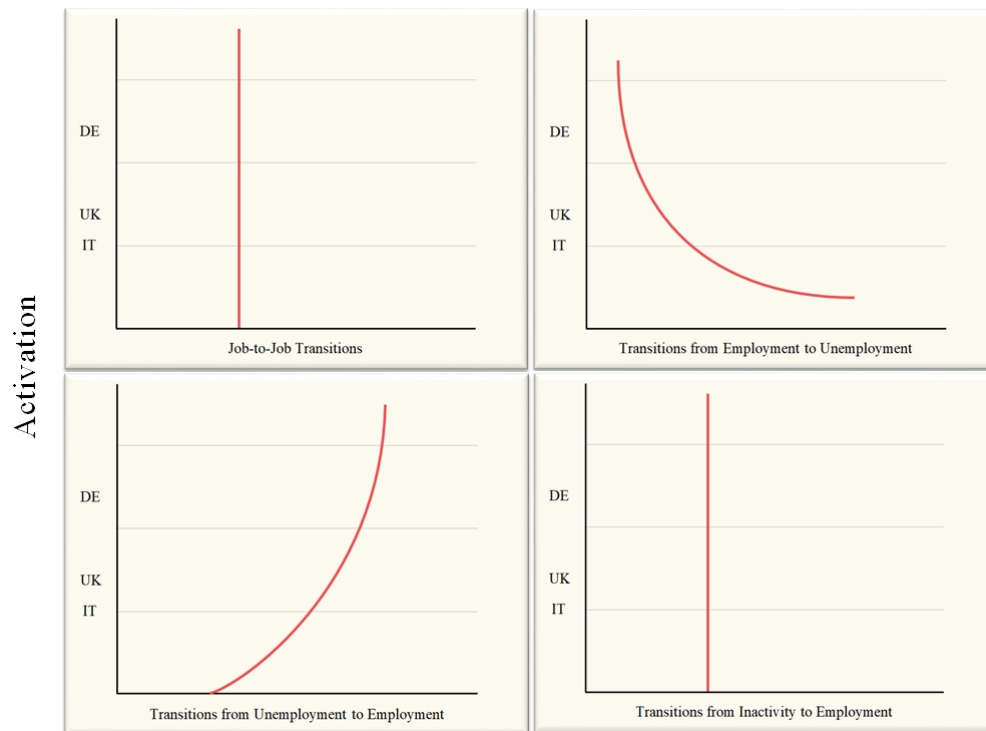 Activation
DE
UK
IT
Job-to-Job Transitions
DE
UK
IT
Transitions from Employment to Unemployment
DE
UK
IT
Transitions from Unemployment to Employment
DE
UK
IT
Transitions from Inactivity to Employment